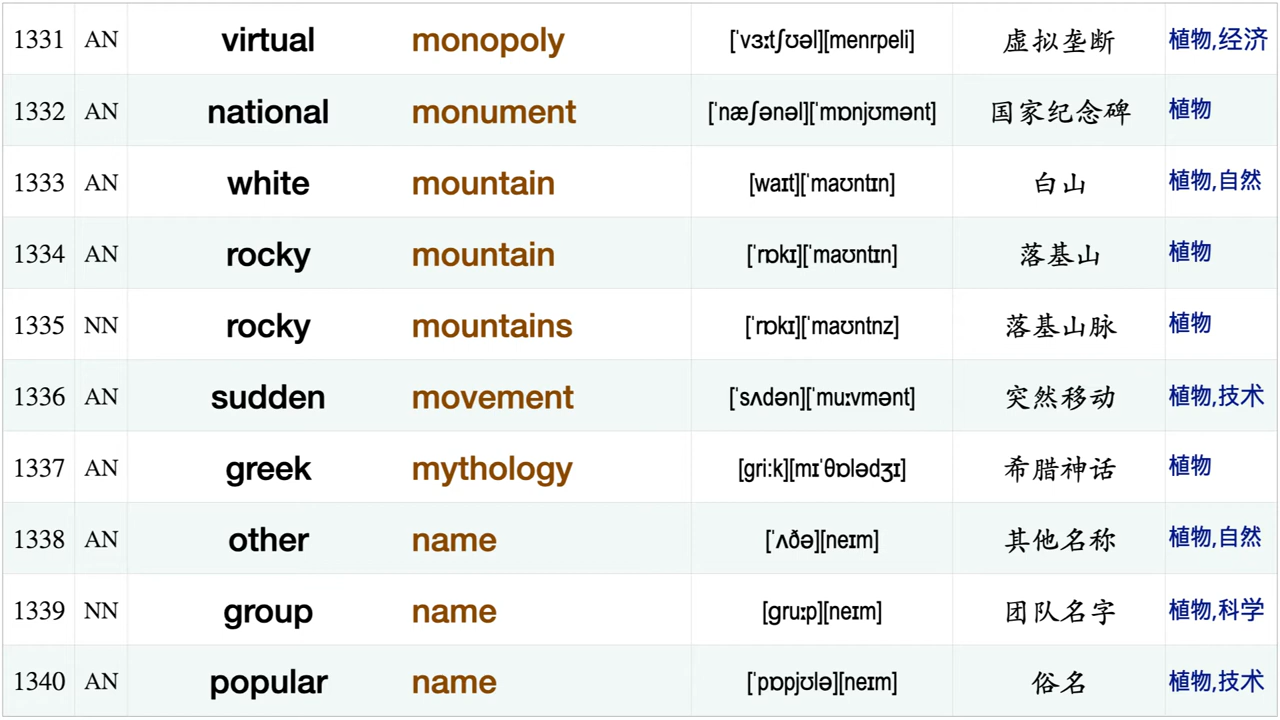 1331 AN virtual monopoly [ˈvɜːtʃʊəl][menrpeli] 虚拟垄断 植物,经济
1332 AN national monument [ˈnæʃənəl][ˈmɒnjʊmənt] 国家纪念碑 植物
1333 AN white mountain [waɪt][ˈmaʊntɪn] 白山 植物,自然
1334 AN rocky mountain [ˈrɒkɪ][ˈmaʊntɪn] 落基山 植物
1335 NN rocky mountains [ˈrɒkɪ][ˈmaʊntnz] 落基山脉 植物
1336 AN sudden movement [ˈsʌdən][ˈmuːvmənt] 突然移动 植物,技术
1337 AN greek mythology [gri:k][mɪˈθɒlədʒɪ] 希腊神话 植物
1338 AN other name [ˈʌðə][neɪm] 其他名称 植物,自然
1339 NN group name [gruːp][neɪm] 团队名字 植物,科学
1340 AN popular name [ˈpɒpjʊlə][neɪm] 俗名 植物,技术